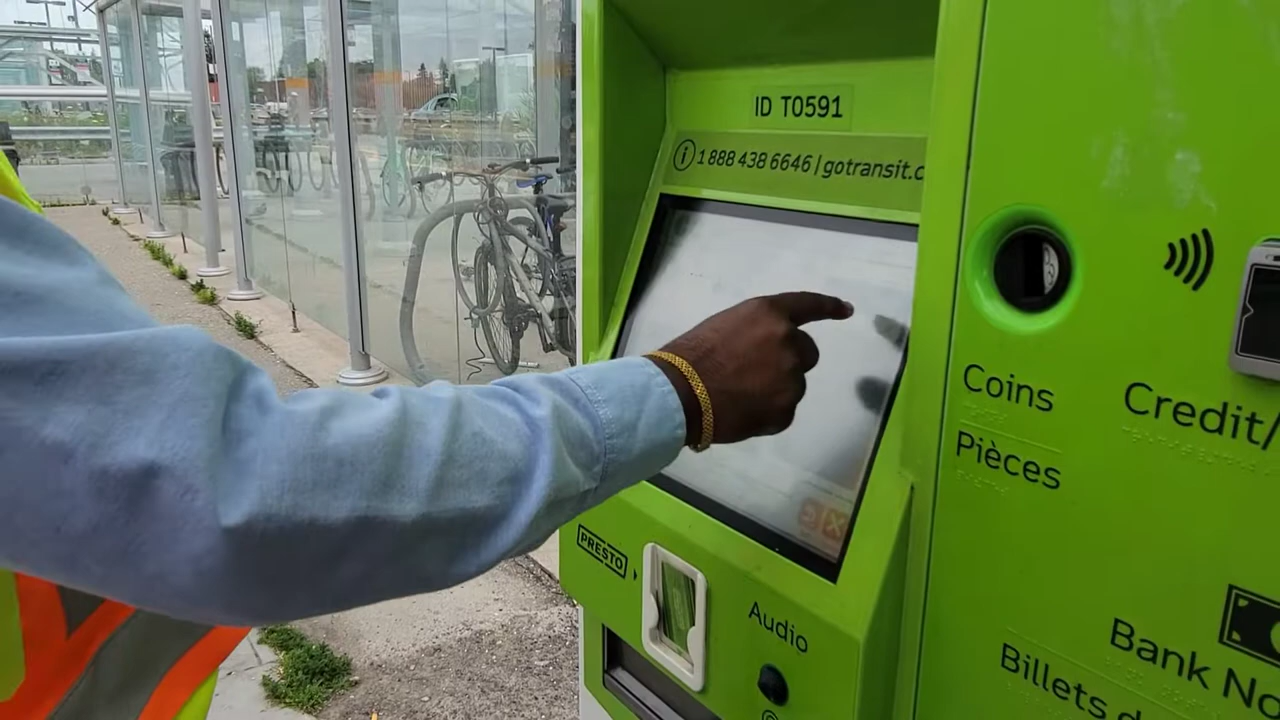 ID T0591
1 888 438 6646 | gotransit.c
Coins
Pièces
Credit/
PRESTO
Audio
Bank No
Billets d